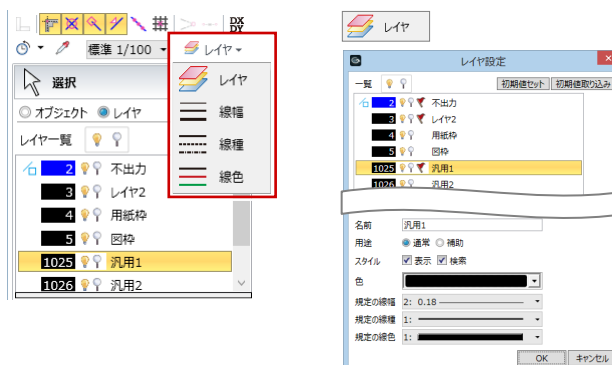 DX
DY
標準 1/100
レイヤ
選択
オブジェクト レイヤ
レイヤ一覧
2 不出力
3 レイヤ2
4 用紙枠
5 図枠
1025 汎用1
1026 汎用2
レイヤ
線幅
線種
線色
レイヤ
レイヤ設定
一覧 初期値セット 初期値取り込み
2 不出力
3 レイヤ2
4 用紙枠
5 図枠
1025 汎用1
1026 汎用2
名前 汎用1
用途 通常 補助
スタイル 表示 検索
色
規定の線幅 2: 0.18
規定の線種 1:
規定の線色 1:
OK キャンセル